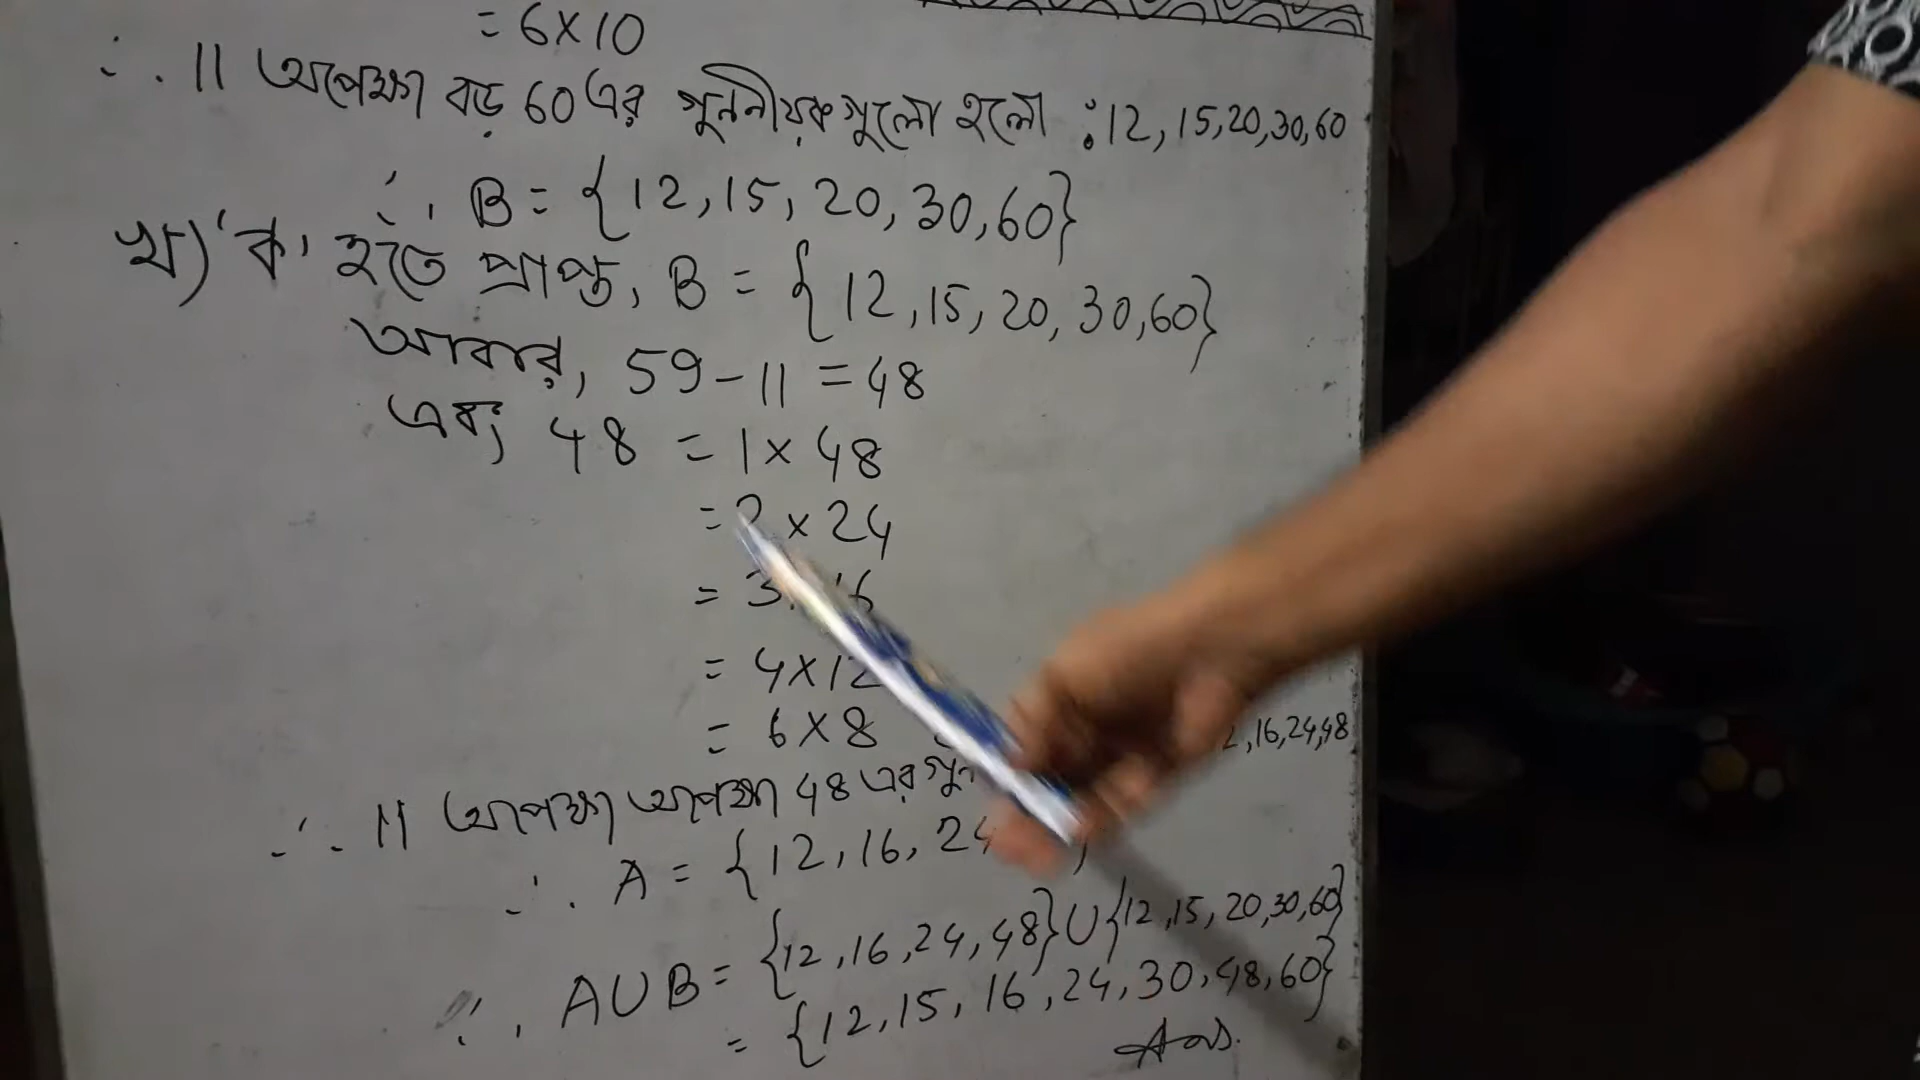 = 6×10
∴ 11 অপেক্ষা বড় 60 এর গুননীয়কগুলো হলো : 12, 15, 20, 30, 60
∴ B = {12, 15, 20, 30, 60}
খ) 'ক' হতে প্রাপ্ত, B = {12, 15, 20, 30, 60}
আবার, 59 - 11 = 48
এবং 48 = 1 × 48
= 2 × 24
= 3 16
= 4×12
= 6×8
∴ 11 অপেক্ষা অপেক্ষা 48 এর 16, 24, 48
∴ A = {12, 16, 24
∴ A∪B = {12, 16, 24, 48}∪{12, 15, 20, 30, 60}
= {12, 15, 16, 24, 30, 48, 60}
Ans.